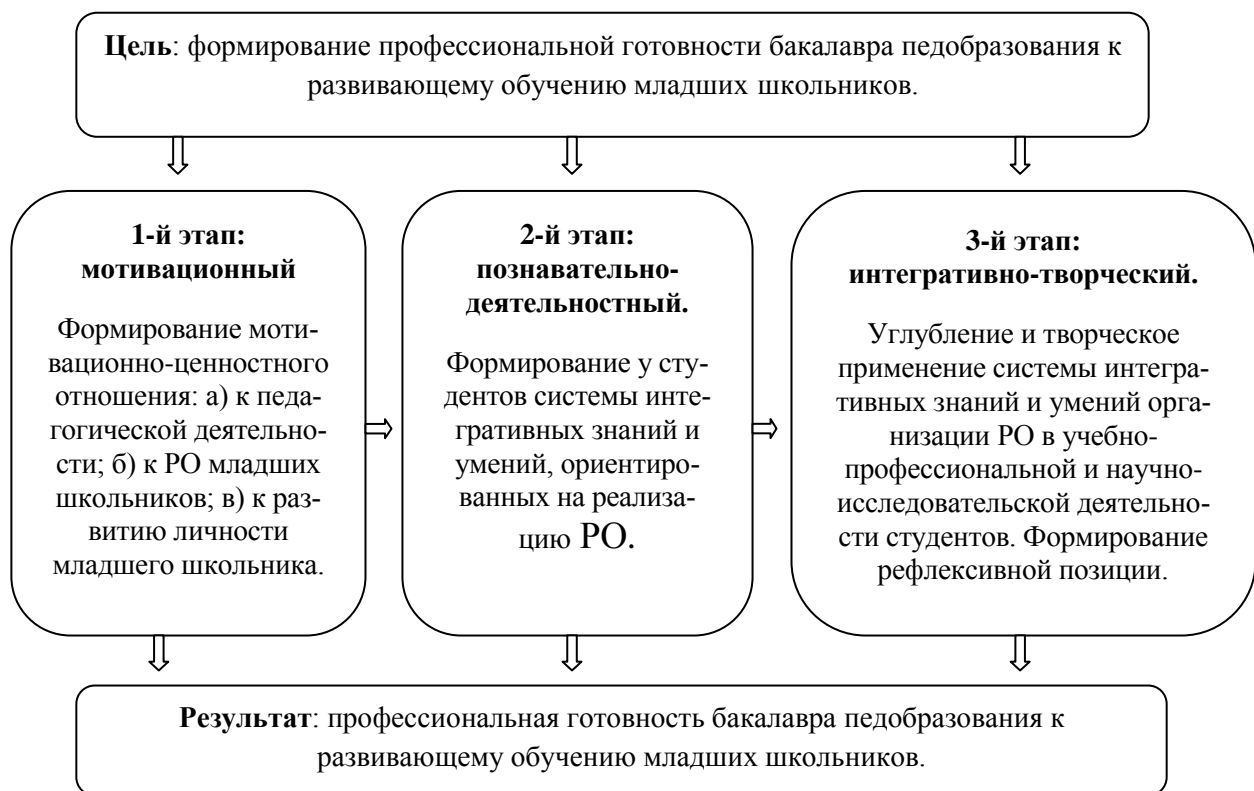 Цель: формирование профессиональной готовности бакалавра педобразования к
развивающему обучению младших школьников.
1-й этап:
мотивационный
Формирование моти-
вационно-ценностного
отношения: а) к педа-
гогической деятельно-
сти; б) к РО младших
школьников; в) к раз-
витию личности
младшего школьника.
2-й этап:
познавательно-
деятельностный.
Формирование у сту-
дентов системы инте-
гративных знаний и
умений, ориентиро-
ванных на реализа-
цию РО.
3-й этап:
интегративно-творческий.
Углубление и творческое
применение системы интегра-
тивных знаний и умений орга-
низации РО в учебно-
профессиональной и научно-
исследовательской деятельно-
сти студентов. Формирование
рефлексивной позиции.
Результат: профессиональная готовность бакалавра педобразования к
развивающему обучению младших школьников.